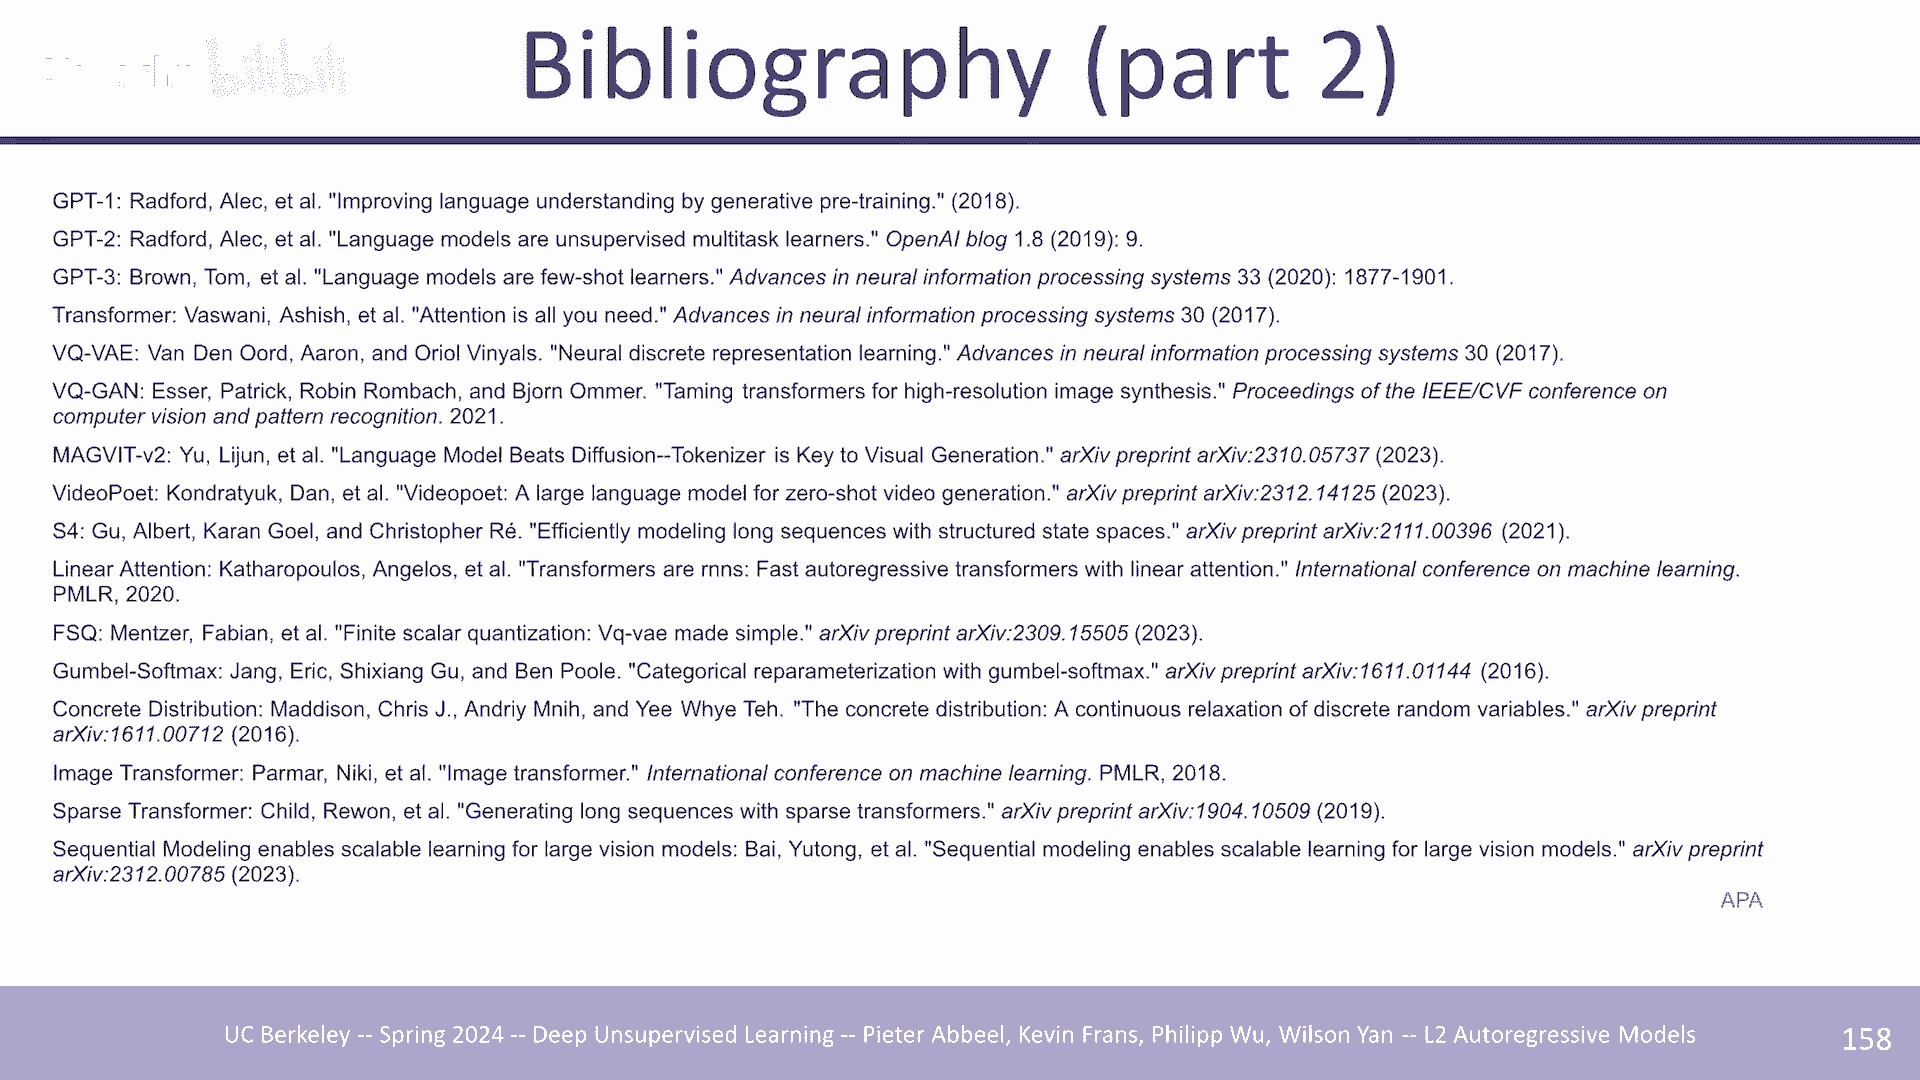 bilibili
Bibliography (part 2)
GPT-1: Radford, Alec, et al. "Improving language understanding by generative pre-training." (2018).
GPT-2: Radford, Alec, et al. "Language models are unsupervised multitask learners." OpenAI blog 1.8 (2019): 9.
GPT-3: Brown, Tom, et al. "Language models are few-shot learners." Advances in neural information processing systems 33 (2020): 1877-1901.
Transformer: Vaswani, Ashish, et al. "Attention is all you need." Advances in neural information processing systems 30 (2017).
VQ-VAE: Van Den Oord, Aaron, and Oriol Vinyals. "Neural discrete representation learning." Advances in neural information processing systems 30 (2017).
VQ-GAN: Esser, Patrick, Robin Rombach, and Bjorn Ommer. "Taming transformers for high-resolution image synthesis." Proceedings of the IEEE/CVF conference on
computer vision and pattern recognition. 2021.
MAGVIT-v2: Yu, Lijun, et al. "Language Model Beats Diffusion--Tokenizer is Key to Visual Generation." arXiv preprint arXiv:2310.05737 (2023).
VideoPoet: Kondratyuk, Dan, et al. "Videopoet: A large language model for zero-shot video generation." arXiv preprint arXiv:2312.14125 (2023).
S4: Gu, Albert, Karan Goel, and Christopher Ré. "Efficiently modeling long sequences with structured state spaces." arXiv preprint arXiv:2111.00396 (2021).
Linear Attention: Katharopoulos, Angelos, et al. "Transformers are rnns: Fast autoregressive transformers with linear attention." International conference on machine learning.
PMLR, 2020.
FSQ: Mentzer, Fabian, et al. "Finite scalar quantization: Vq-vae made simple." arXiv preprint arXiv:2309.15505 (2023).
Gumbel-Softmax: Jang, Eric, Shixiang Gu, and Ben Poole. "Categorical reparameterization with gumbel-softmax." arXiv preprint arXiv:1611.01144 (2016).
Concrete Distribution: Maddison, Chris J., Andriy Mnih, and Yee Whye Teh. "The concrete distribution: A continuous relaxation of discrete random variables." arXiv preprint
arXiv:1611.00712 (2016).
Image Transformer: Parmar, Niki, et al. "Image transformer." International conference on machine learning. PMLR, 2018.
Sparse Transformer: Child, Rewon, et al. "Generating long sequences with sparse transformers." arXiv preprint arXiv:1904.10509 (2019).
Sequential Modeling enables scalable learning for large vision models: Bai, Yutong, et al. "Sequential modeling enables scalable learning for large vision models." arXiv preprint
arXiv:2312.00785 (2023).
APA
UC Berkeley -- Spring 2024 -- Deep Unsupervised Learning -- Pieter Abbeel, Kevin Frans, Philipp Wu, Wilson Yan -- L2 Autoregressive Models
158